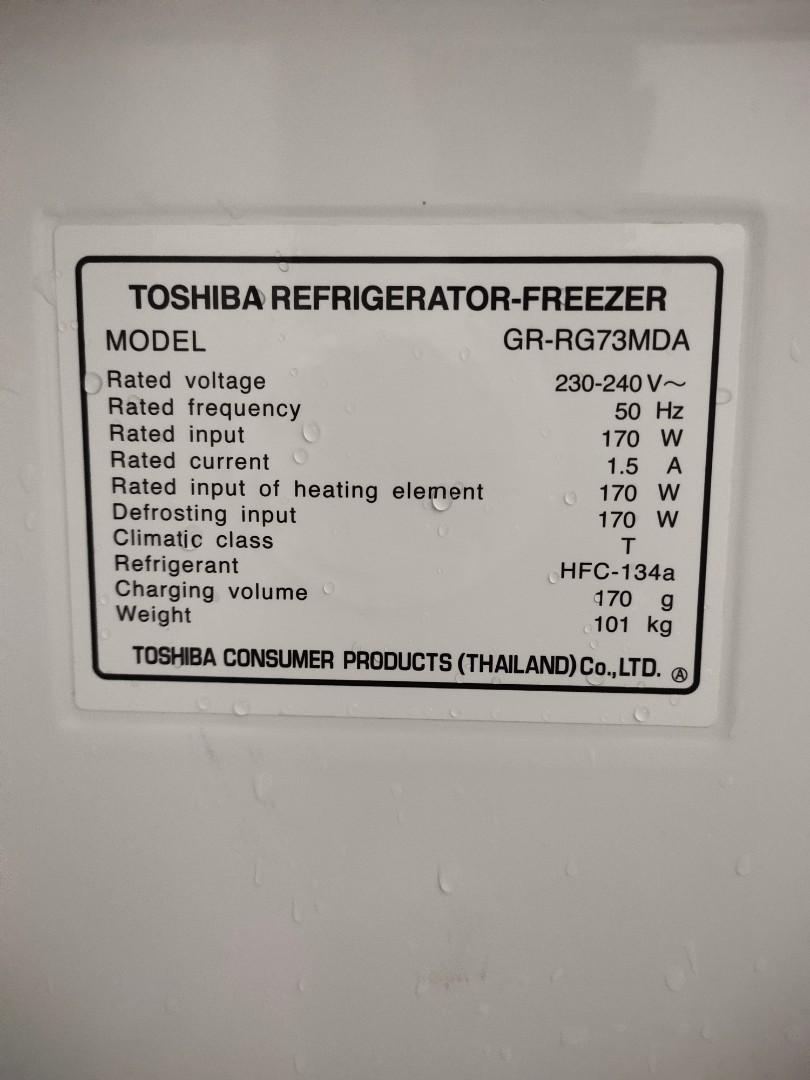 TOSHIBA REFRIGERATOR-FREEZER
MODEL GR-RG73MDA
Rated voltage 230-240 V~
Rated frequency 50 Hz
Rated input 170 W
Rated current 1.5 A
Rated input of heating element 170 W
Defrosting input 170 W
Climatic class T
Refrigerant HFC-134a
Charging volume 170 g
Weight 101 kg
TOSHIBA CONSUMER PRODUCTS (THAILAND) Co.,LTD. Ⓐ